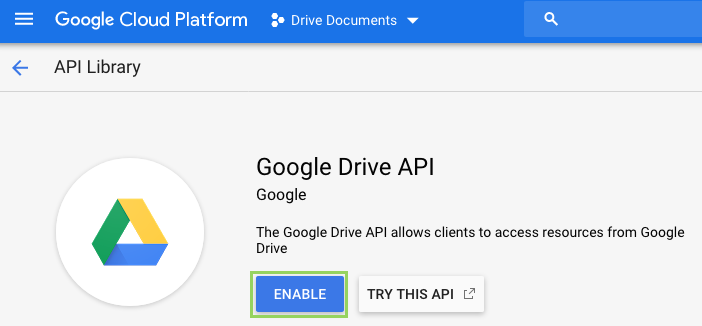 Google Cloud Platform Drive Documents
API Library
Google Drive API
Google
The Google Drive API allows clients to access resources from Google
Drive
ENABLE TRY THIS API